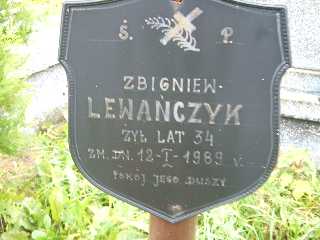 Ś. P.
ZBIGNIEW
LEWAŃCZYK
ŻYŁ LAT 34
ZM. DN. 12-I-1989 r.
POKÓJ JEGO DUSZY